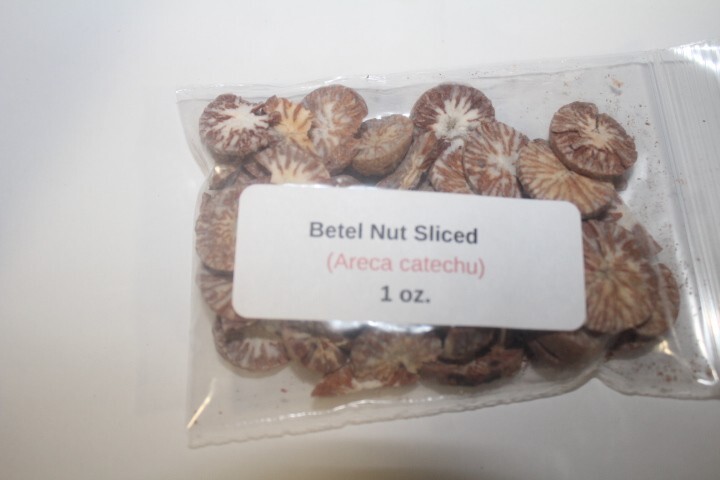 Betel Nut Sliced
(Areca catechu)
1 oz.